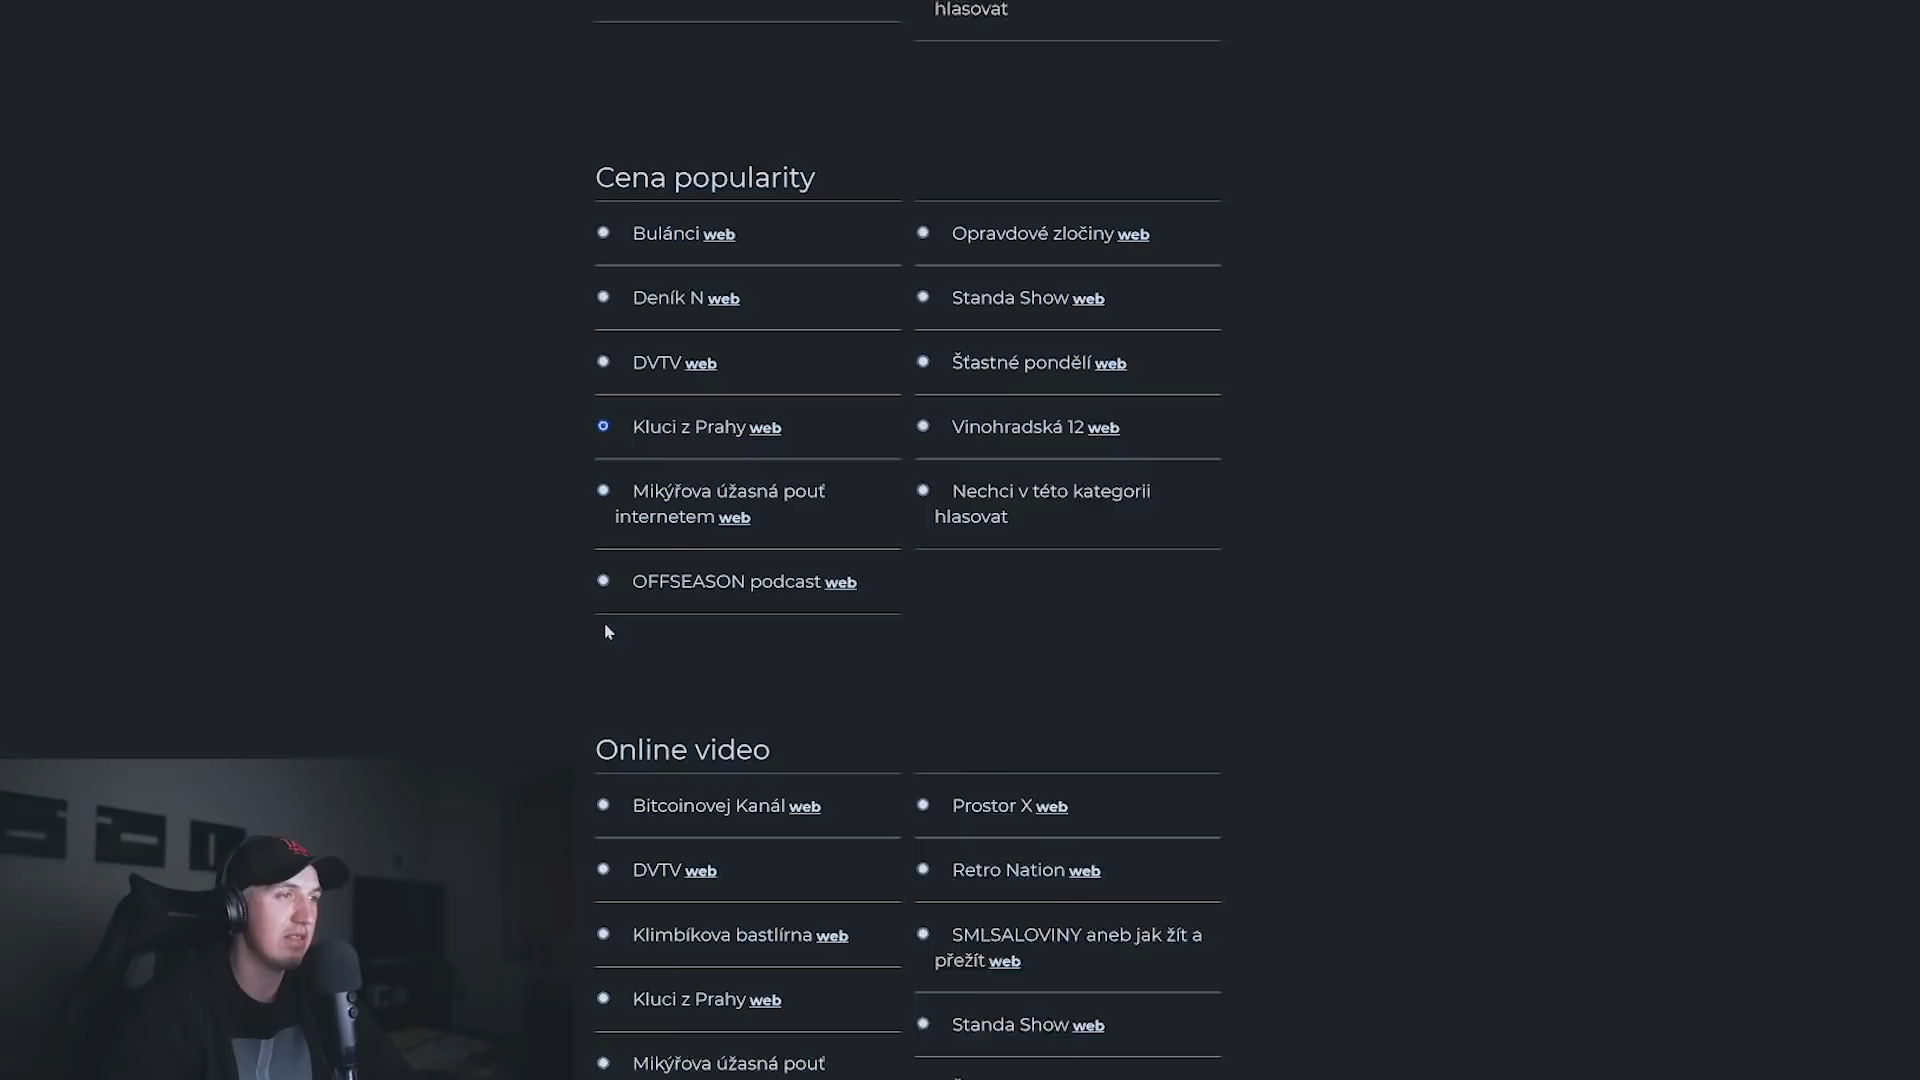 hlasovat
Cena popularity
Bulánci web
Deník N web
DVTV web
Kluci z Prahy web
Mikýřova úžasná pouť
internetem web
OFFSEASON podcast web
Opravdové zločiny web
Standa Show web
Šťastné pondělí web
Vinohradská 12 web
Nechci v této kategorii
hlasovat
Online video
Bitcoinovej Kanál web
DVTV web
Klimbíkova bastlírna web
Kluci z Prahy web
Mikýřova úžasná pouť
Prostor X web
Retro Nation web
SMLSALOVINY aneb jak žít a
přežít web
Standa Show web
LA